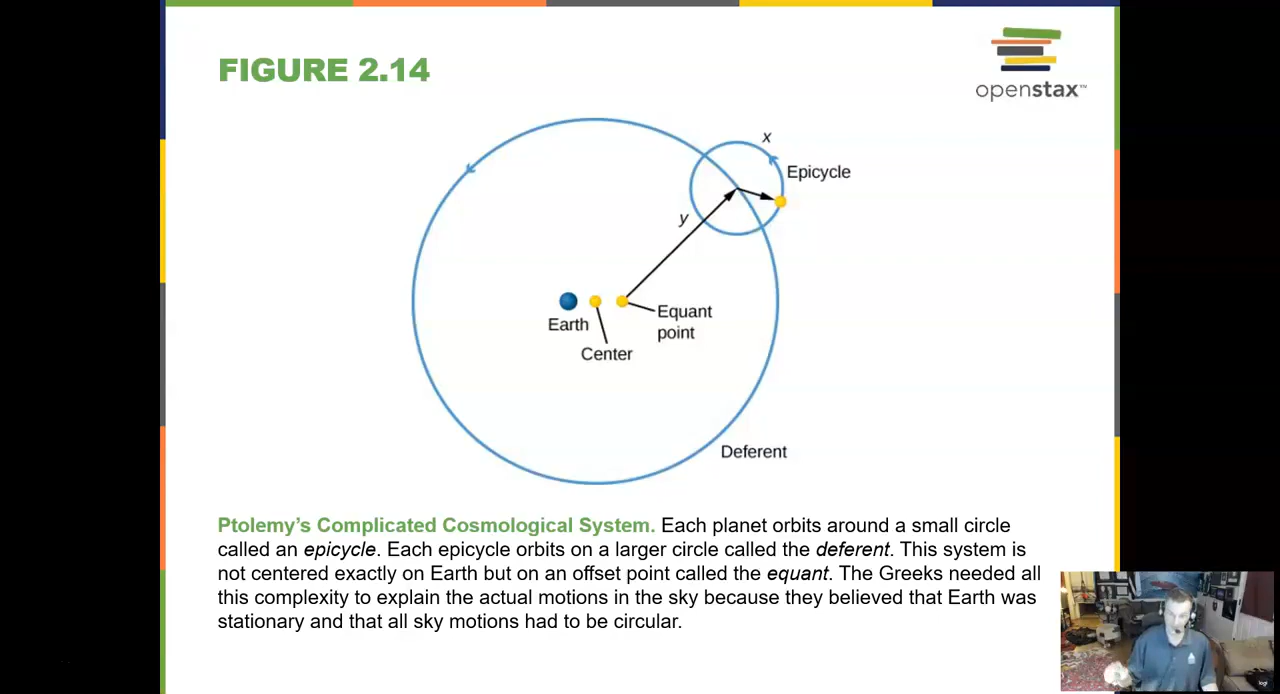 FIGURE 2.14
openstax™
x
Epicycle
y
Equant
point
Earth
Center
Deferent
Ptolemy’s Complicated Cosmological System. Each planet orbits around a small circle
called an epicycle. Each epicycle orbits on a larger circle called the deferent. This system is
not centered exactly on Earth but on an offset point called the equant. The Greeks needed all
this complexity to explain the actual motions in the sky because they believed that Earth was
stationary and that all sky motions had to be circular.
logi